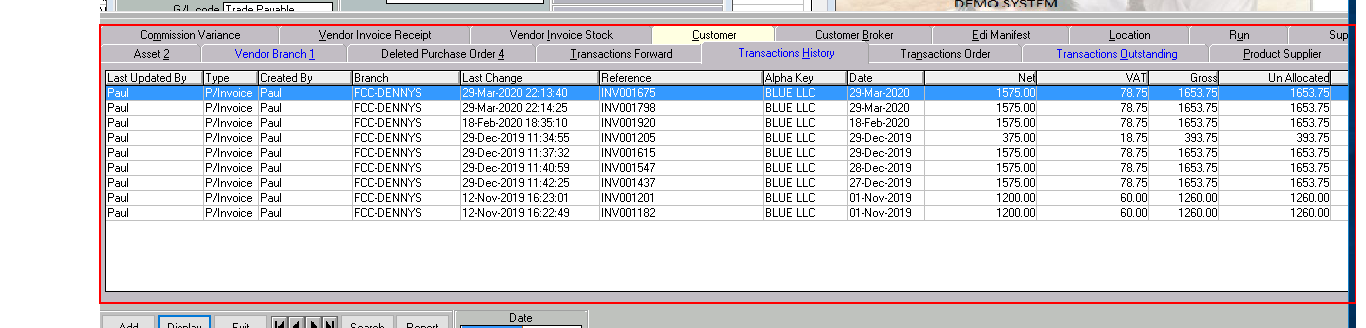 G/L code Trade Payable
DEMO SYSTEM
Commission Variance Vendor Invoice Receipt Vendor Invoice Stock Customer Customer Broker Edi Manifest Location Run Sup
Asset 2 Vendor Branch 1 Deleted Purchase Order 4 Transactions Forward Transactions History Transactions Order Transactions Outstanding Product Supplier
Last Updated By Type Created By Branch Last Change Reference Alpha Key Date Net VAT Gross Un Allocated
Paul P/Invoice Paul FCC-DENNYS 29-Mar-2020 22:13:40 INV001675 BLUE LLC 29-Mar-2020 1575.00 78.75 1653.75 1653.75
Paul P/Invoice Paul FCC-DENNYS 29-Mar-2020 22:14:25 INV001798 BLUE LLC 29-Mar-2020 1575.00 78.75 1653.75 1653.75
Paul P/Invoice Paul FCC-DENNYS 18-Feb-2020 18:35:10 INV001920 BLUE LLC 18-Feb-2020 1575.00 78.75 1653.75 1653.75
Paul P/Invoice Paul FCC-DENNYS 29-Dec-2019 11:34:55 INV001205 BLUE LLC 29-Dec-2019 375.00 18.75 393.75 393.75
Paul P/Invoice Paul FCC-DENNYS 29-Dec-2019 11:37:32 INV001615 BLUE LLC 29-Dec-2019 1575.00 78.75 1653.75 1653.75
Paul P/Invoice Paul FCC-DENNYS 29-Dec-2019 11:40:59 INV001547 BLUE LLC 28-Dec-2019 1575.00 78.75 1653.75 1653.75
Paul P/Invoice Paul FCC-DENNYS 29-Dec-2019 11:42:25 INV001437 BLUE LLC 27-Dec-2019 1575.00 78.75 1653.75 1653.75
Paul P/Invoice Paul FCC-DENNYS 12-Nov-2019 16:23:01 INV001201 BLUE LLC 01-Nov-2019 1200.00 60.00 1260.00 1260.00
Paul P/Invoice Paul FCC-DENNYS 12-Nov-2019 16:22:49 INV001182 BLUE LLC 01-Nov-2019 1200.00 60.00 1260.00 1260.00
Date
Add Display Exit Search Report